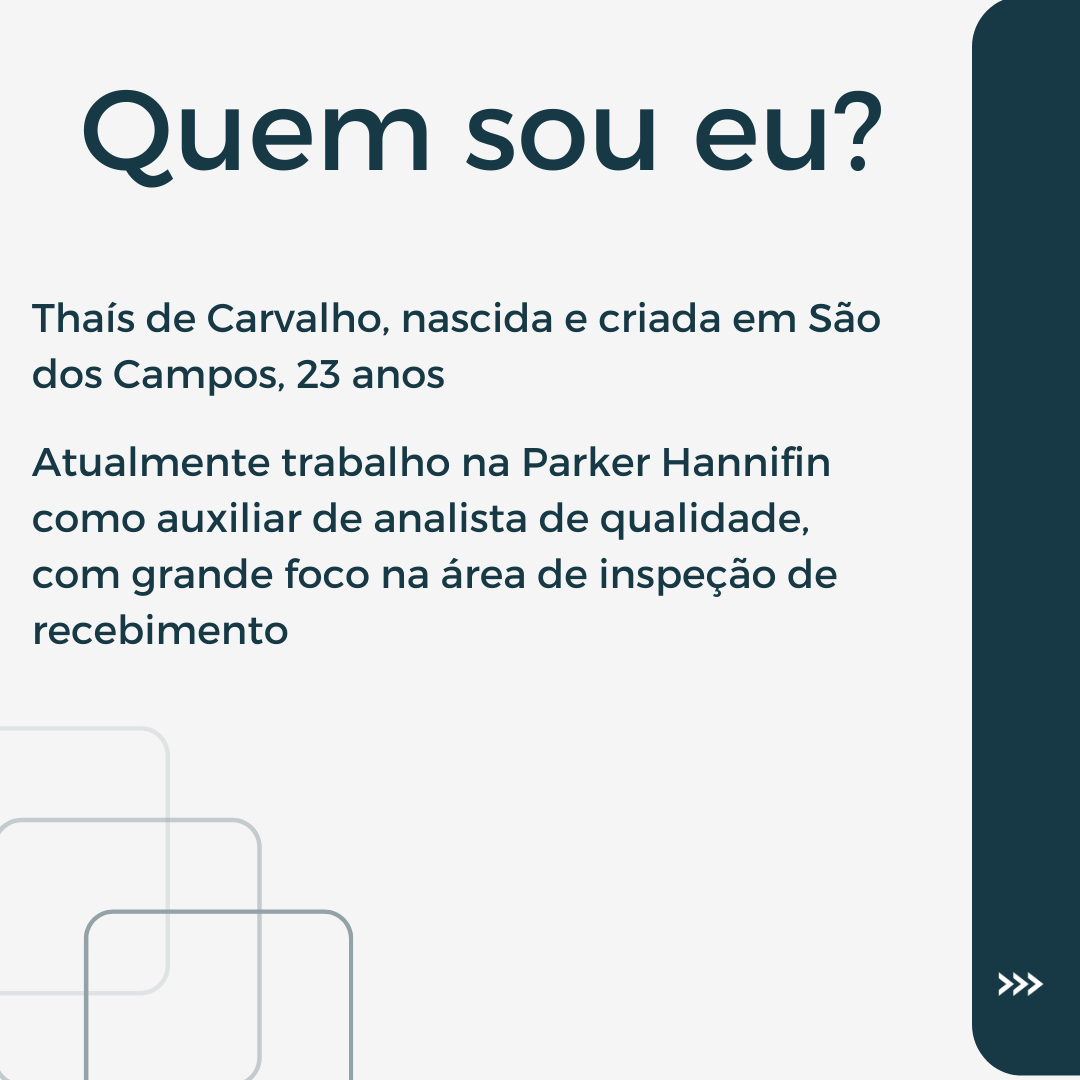 Quem sou eu?
Thaís de Carvalho, nascida e criada em São
dos Campos, 23 anos
Atualmente trabalho na Parker Hannifin
como auxiliar de analista de qualidade,
com grande foco na área de inspeção de
recebimento